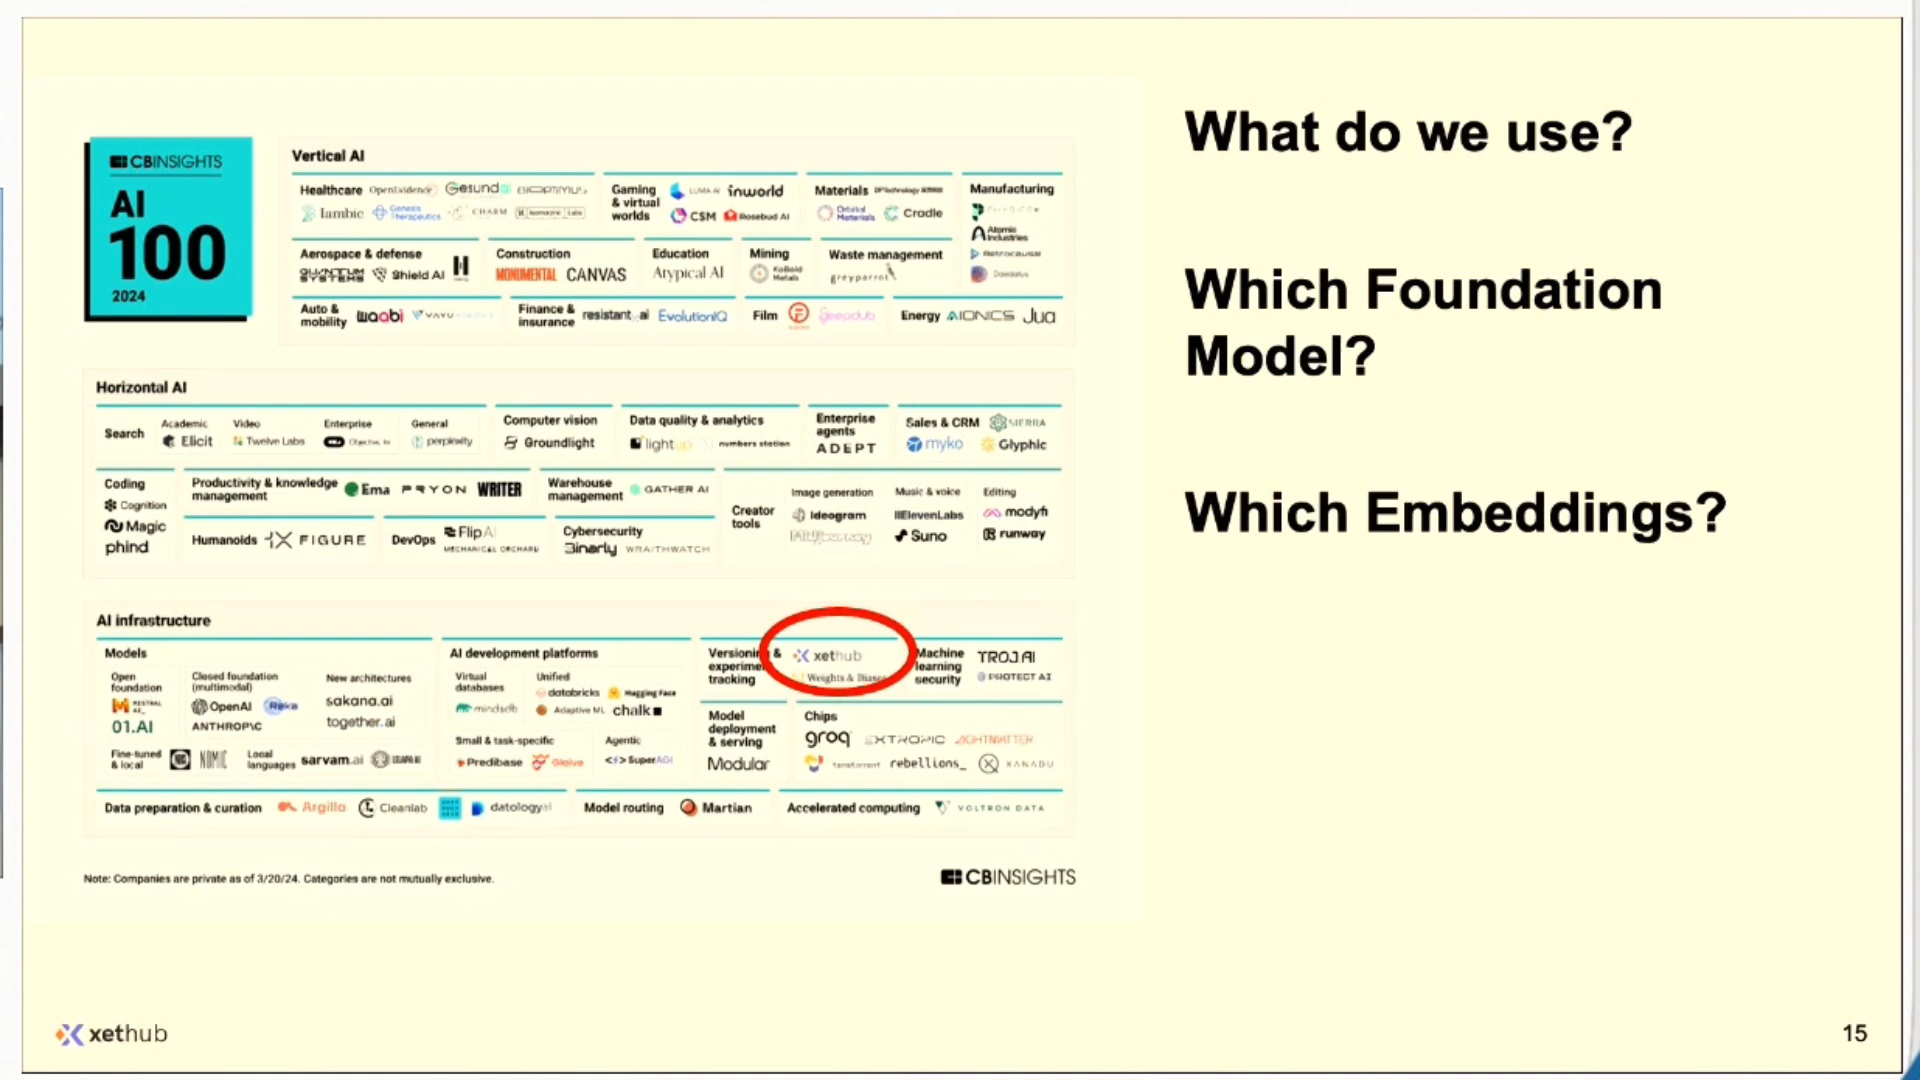 What do we use?
Which Foundation
Model?
Which Embeddings?
CBINSIGHTS
AI
100
2024
Vertical AI
Healthcare OpenEvidence Gesund
Iambic Genesis Therapeutics CHARM Isomorphic Labs
Gaming & virtual worlds LUMA AI inworld
CSM Rosebud AI
Materials DPTechnology
Orbital Materials Cradle
Manufacturing
Atomic Industries
Retrocausal
Daedalus
Aerospace & defense
QUANTUM SYSTEMS Shield AI
Construction
MONUMENTAL CANVAS
Education
Atypical AI
Mining
KoBold Metals
Waste management
greyparrot
Auto & mobility waabi
Finance & insurance resistant ai EvolutionIQ
Film deepdub
Energy AIONICS Jua
Horizontal AI
Search
Academic
Elicit
Video
Twelve Labs
Enterprise
General
perplexity
Computer vision
Groundlight
Data quality & analytics
lightup numbers station
Enterprise agents
ADEPT
Sales & CRM SIERRA
myko Glyphic
Coding
Cognition
Magic
phind
Productivity & knowledge management Ema PRYON WRITER
Warehouse management GATHER AI
Creator tools
Image generation
Ideogram
Music & voice
IIElevenLabs
Suno
Editing
modyfi
runway
Humanoids 1X FIGURE
DevOps FlipAI
MECHANICAL ORCHARD
Cybersecurity
Binarly WRAITHWATCH
AI infrastructure
Models
Open foundation
MISTRAL AI_
01.AI
Closed foundation (multimodal)
OpenAI Reka
ANTHROP\C
New architectures
sakana.ai
together.ai
Fine-tuned & local NOMIC
Local languages sarvam.ai
AI development platforms
Virtual databases
mindsdb
Unified
databricks Hugging Face
Adaptive ML chalk
Small & task-specific
Predibase Glaive
Agentic
SuperAGI
Versioning & experiment tracking
xethub
Weights & Biases
Machine learning security
TROJ.AI
PROTECT AI
Model deployment & serving
Modular
Chips
groq EXTROPIC LIGHTMATTER
tenstorrent rebellions_ XANADU
Data preparation & curation Argilla Cleanlab datologyai
Model routing Martian
Accelerated computing VOLTRON DATA
Note: Companies are private as of 3/20/24. Categories are not mutually exclusive.
CBINSIGHTS
xethub
15